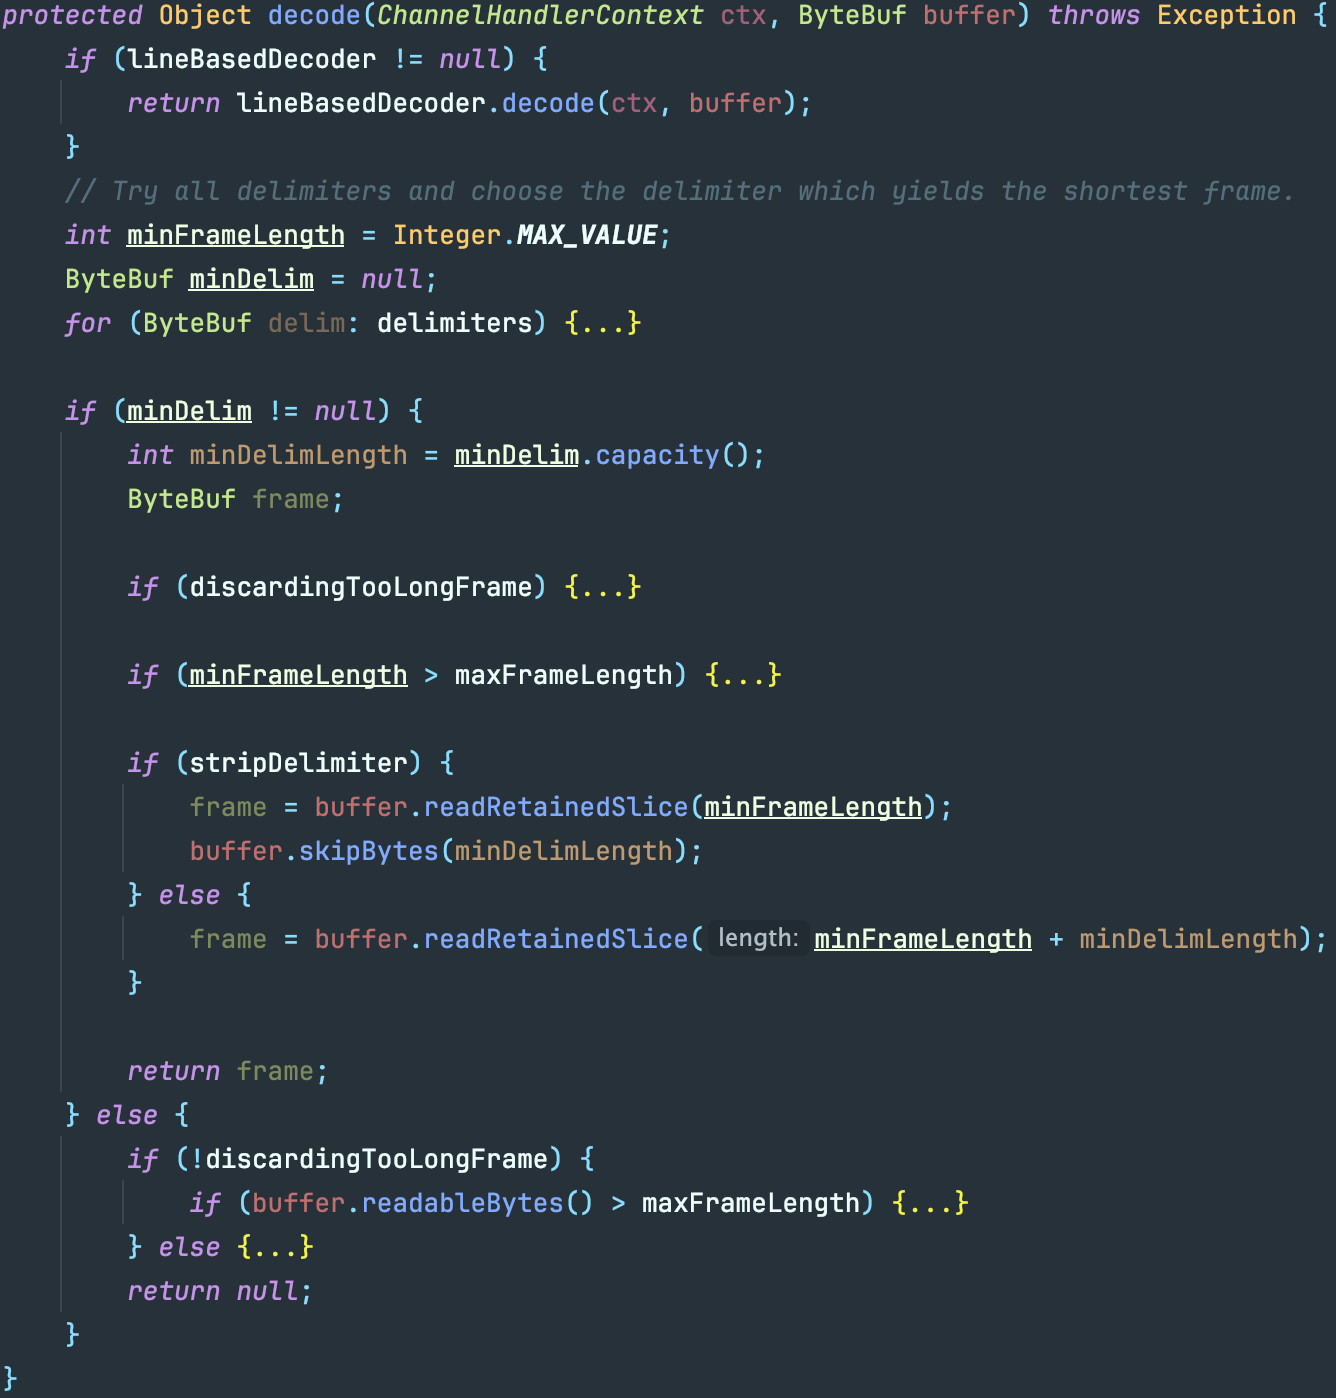 protected Object decode(ChannelHandlerContext ctx, ByteBuf buffer) throws Exception {
    if (lineBasedDecoder != null) {
        return lineBasedDecoder.decode(ctx, buffer);
    }
    // Try all delimiters and choose the delimiter which yields the shortest frame.
    int minFrameLength = Integer.MAX_VALUE;
    ByteBuf minDelim = null;
    for (ByteBuf delim: delimiters) {...}

    if (minDelim != null) {
        int minDelimLength = minDelim.capacity();
        ByteBuf frame;

        if (discardingTooLongFrame) {...}

        if (minFrameLength > maxFrameLength) {...}

        if (stripDelimiter) {
            frame = buffer.readRetainedSlice(minFrameLength);
            buffer.skipBytes(minDelimLength);
        } else {
            frame = buffer.readRetainedSlice( length: minFrameLength + minDelimLength);
        }

        return frame;
    } else {
        if (!discardingTooLongFrame) {
            if (buffer.readableBytes() > maxFrameLength) {...}
        } else {...}
        return null;
    }
}